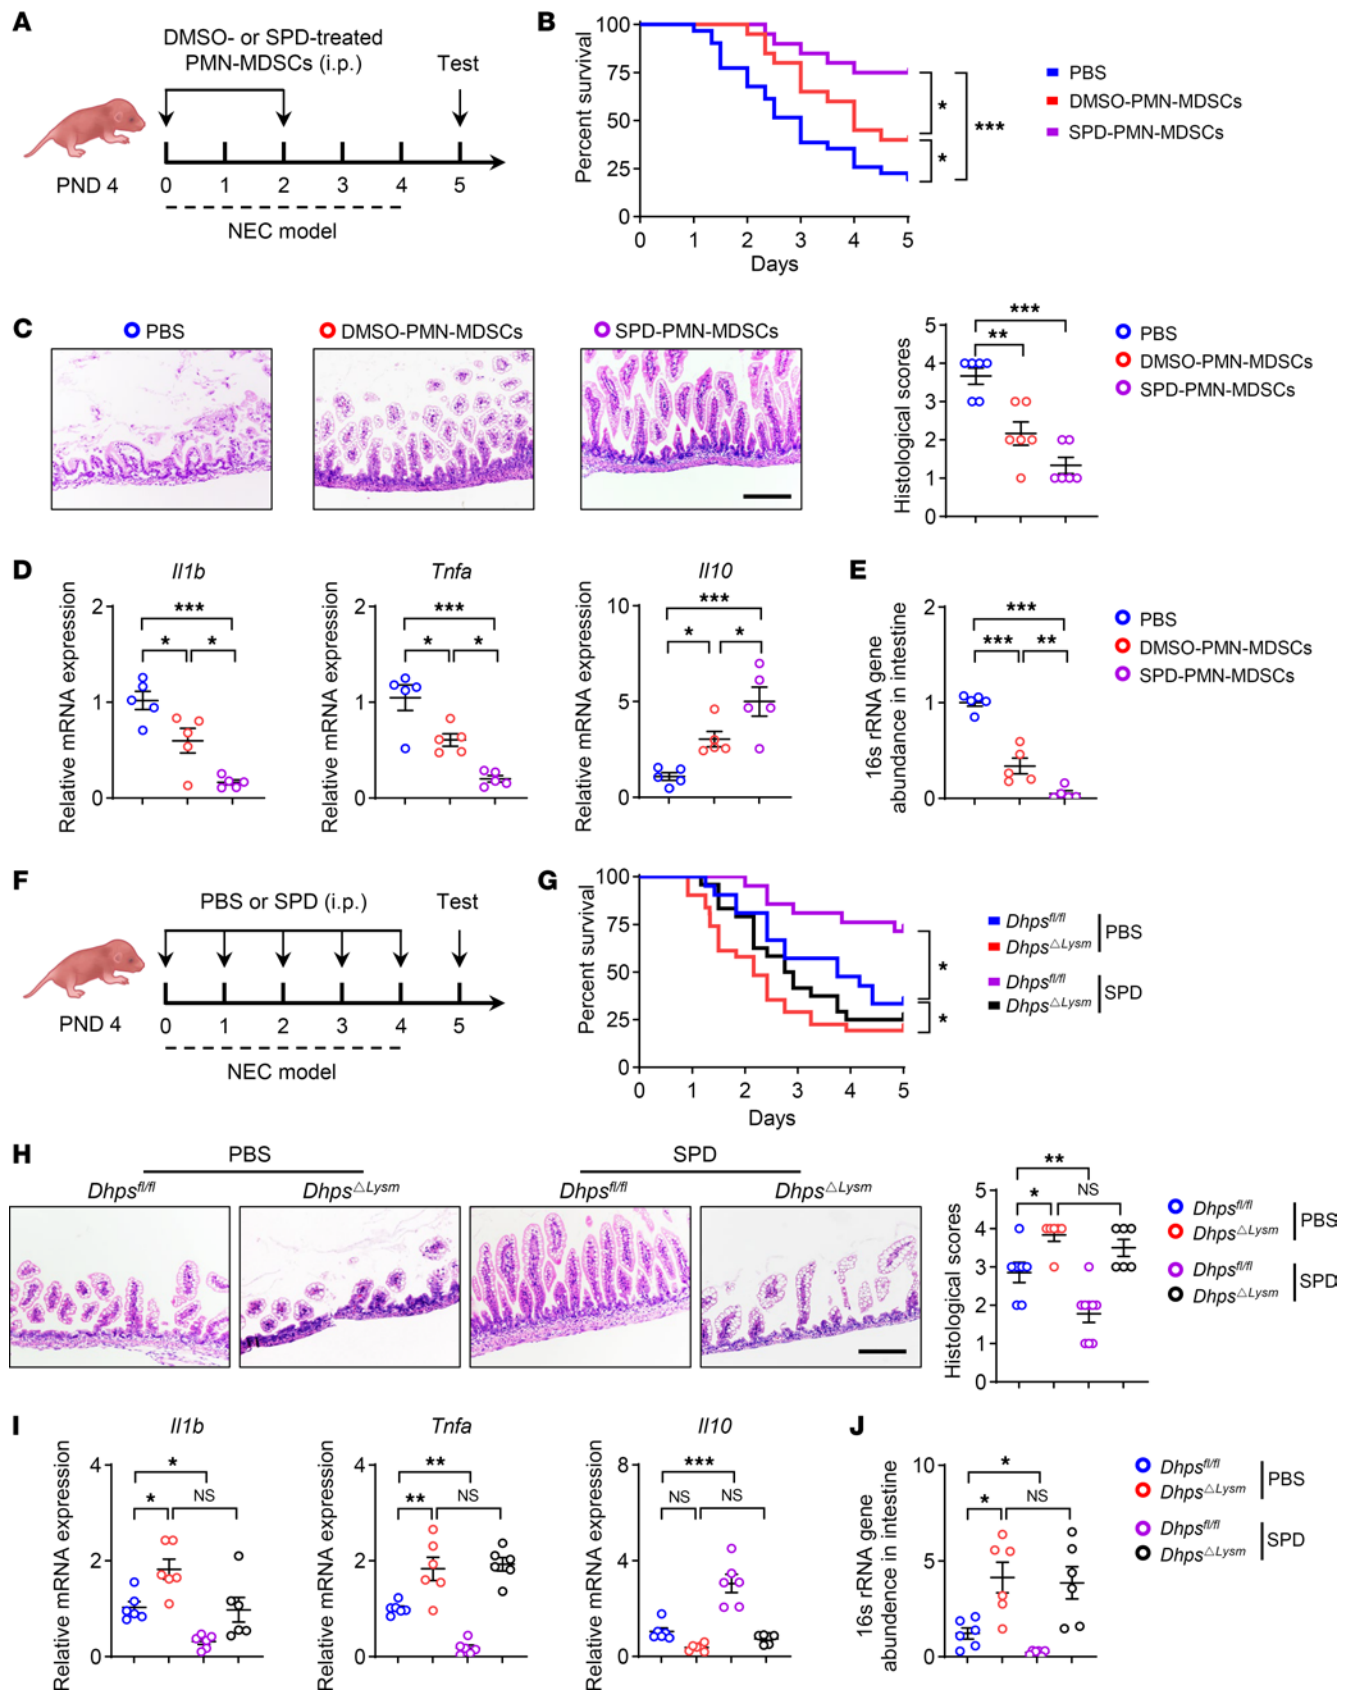 A
DMSO- or SPD-treated
PMN-MDSCs (i.p.)
Test
PND 4
0 1 2 3 4 5
NEC model
B
Percent survival
100
75
50
25
0
0 1 2 3 4 5
Days
*
*
***
PBS
DMSO-PMN-MDSCs
SPD-PMN-MDSCs
C
PBS
DMSO-PMN-MDSCs
SPD-PMN-MDSCs
Histological scores
5
4
3
2
1
0
***
**
PBS
DMSO-PMN-MDSCs
SPD-PMN-MDSCs
D
Il1b
Relative mRNA expression
2
1
0
***
* *
Tnfa
Relative mRNA expression
2
1
0
***
* *
Il10
Relative mRNA expression
10
5
0
***
* *
E
16s rRNA gene
abundance in intestine
2
1
0
***
*** **
PBS
DMSO-PMN-MDSCs
SPD-PMN-MDSCs
F
PBS or SPD (i.p.)
Test
PND 4
0 1 2 3 4 5
NEC model
G
Percent survival
100
75
50
25
0
0 1 2 3 4 5
Days
*
*
Dhps^fl/fl
Dhps^△Lysm
PBS
Dhps^fl/fl
Dhps^△Lysm
SPD
H
PBS
SPD
Dhps^fl/fl
Dhps^△Lysm
Dhps^fl/fl
Dhps^△Lysm
Histological scores
5
4
3
2
1
0
**
* NS
Dhps^fl/fl
Dhps^△Lysm
PBS
Dhps^fl/fl
Dhps^△Lysm
SPD
I
Il1b
Relative mRNA expression
4
2
0
*
* NS
Tnfa
Relative mRNA expression
4
2
0
**
** NS
Il10
Relative mRNA expression
8
4
0
***
NS NS
J
16s rRNA gene
abundance in intestine
10
5
0
*
* NS
Dhps^fl/fl
Dhps^△Lysm
PBS
Dhps^fl/fl
Dhps^△Lysm
SPD